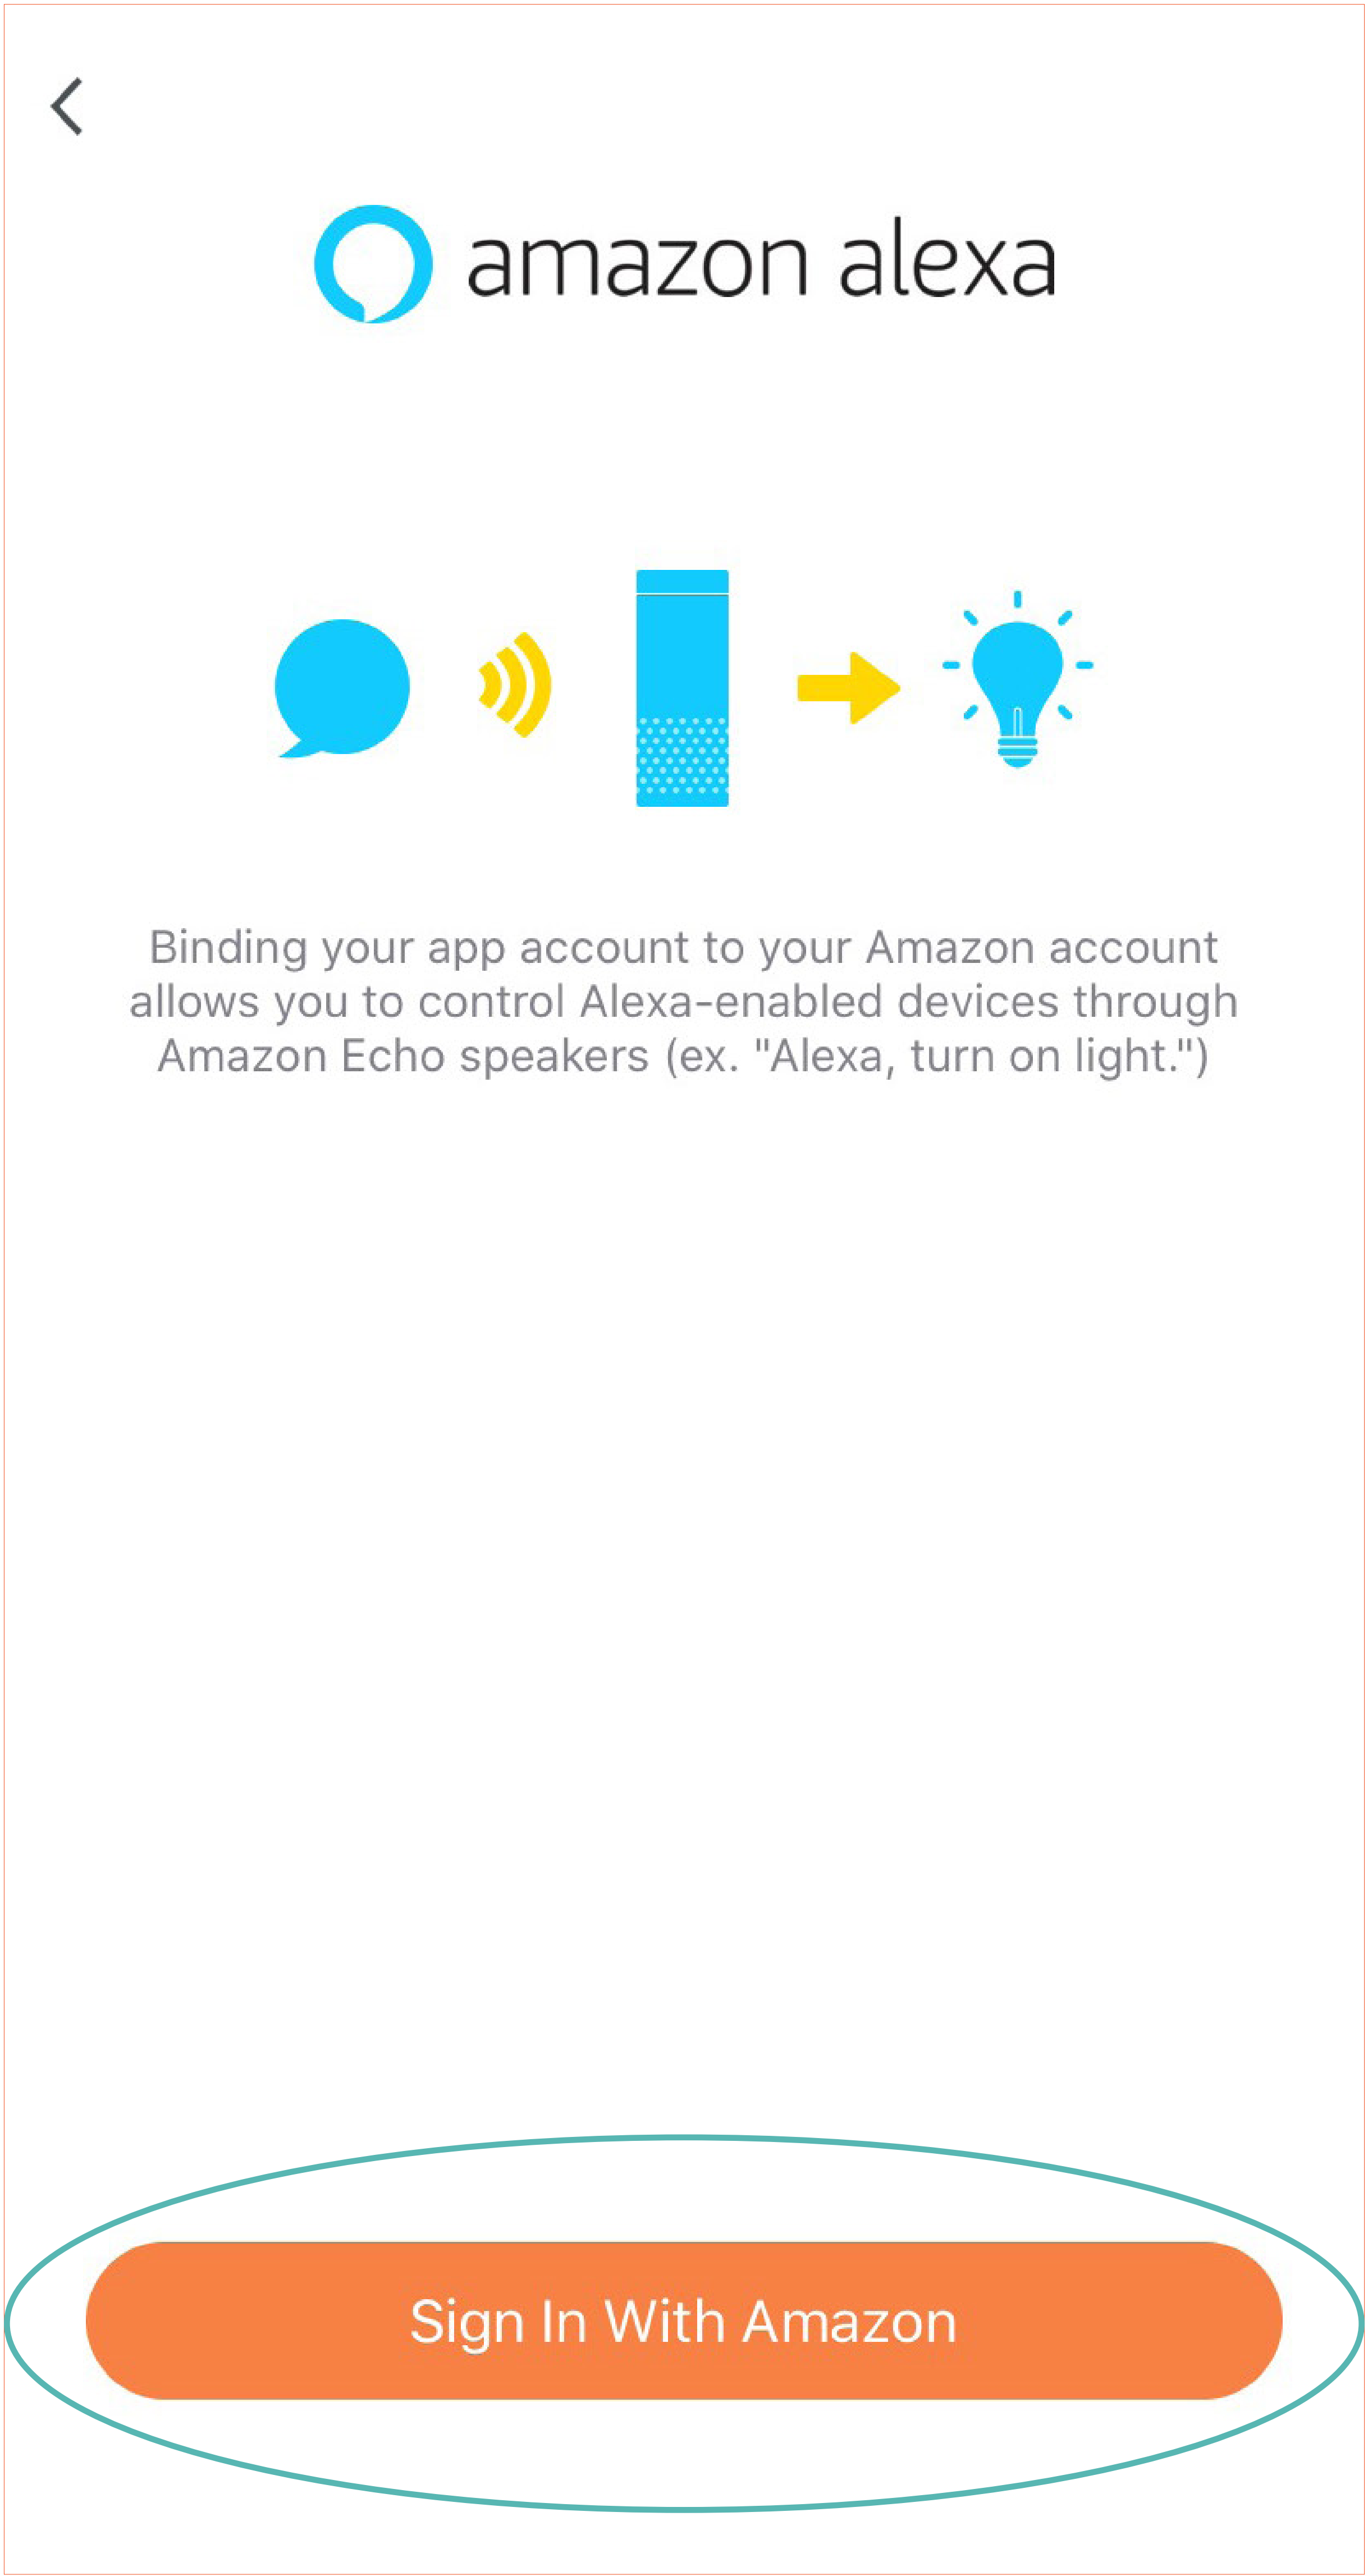 amazon alexa
Binding your app account to your Amazon account
allows you to control Alexa-enabled devices through
Amazon Echo speakers (ex. "Alexa, turn on light.")
Sign In With Amazon